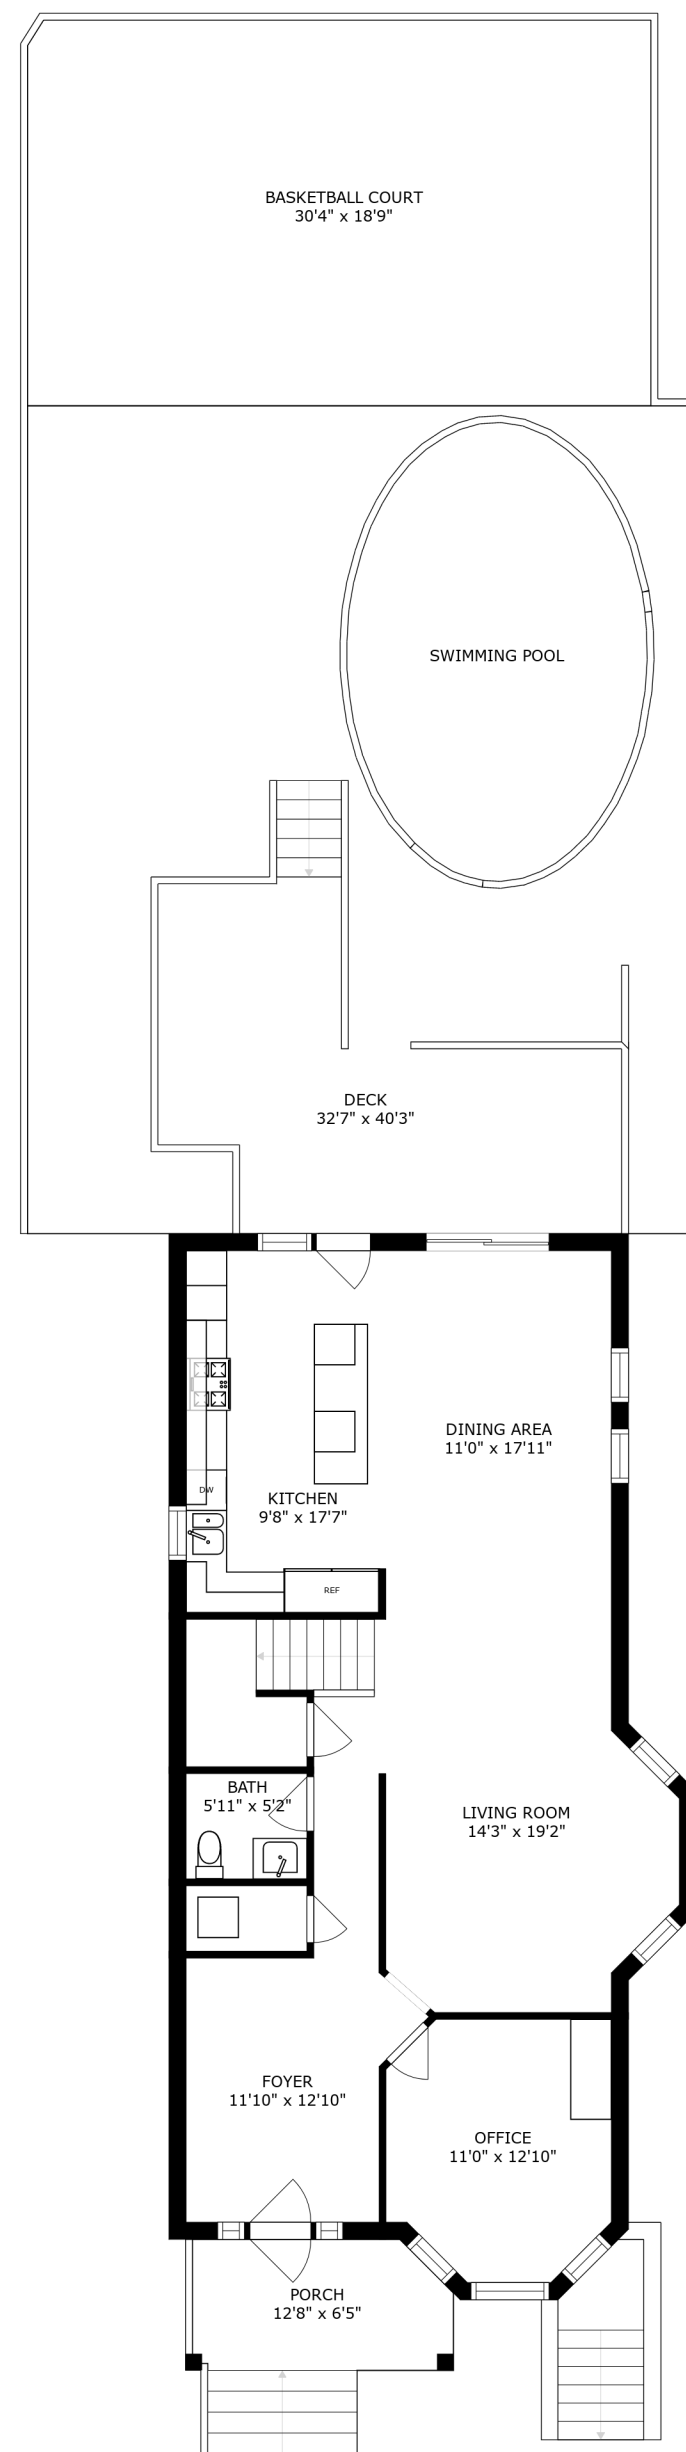 BASKETBALL COURT
30'4" x 18'9"
SWIMMING POOL
DECK
32'7" x 40'3"
DINING AREA
11'0" x 17'11"
DW
KITCHEN
9'8" x 17'7"
REF
BATH
5'11" x 5'2"
LIVING ROOM
14'3" x 19'2"
FOYER
11'10" x 12'10"
OFFICE
11'0" x 12'10"
PORCH
12'8" x 6'5"